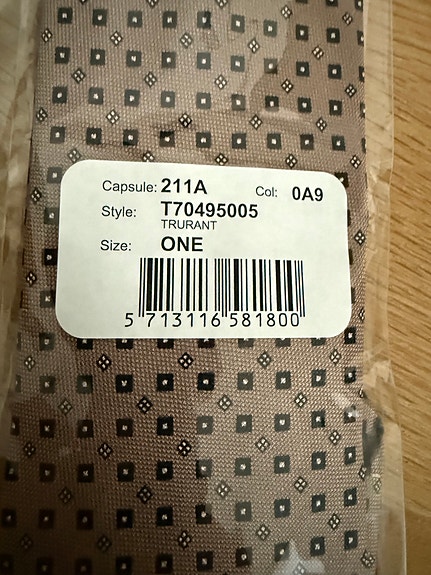 Capsule: 211A Col: 0A9
Style: T70495005
TRURANT
Size: ONE
5 713116 581800